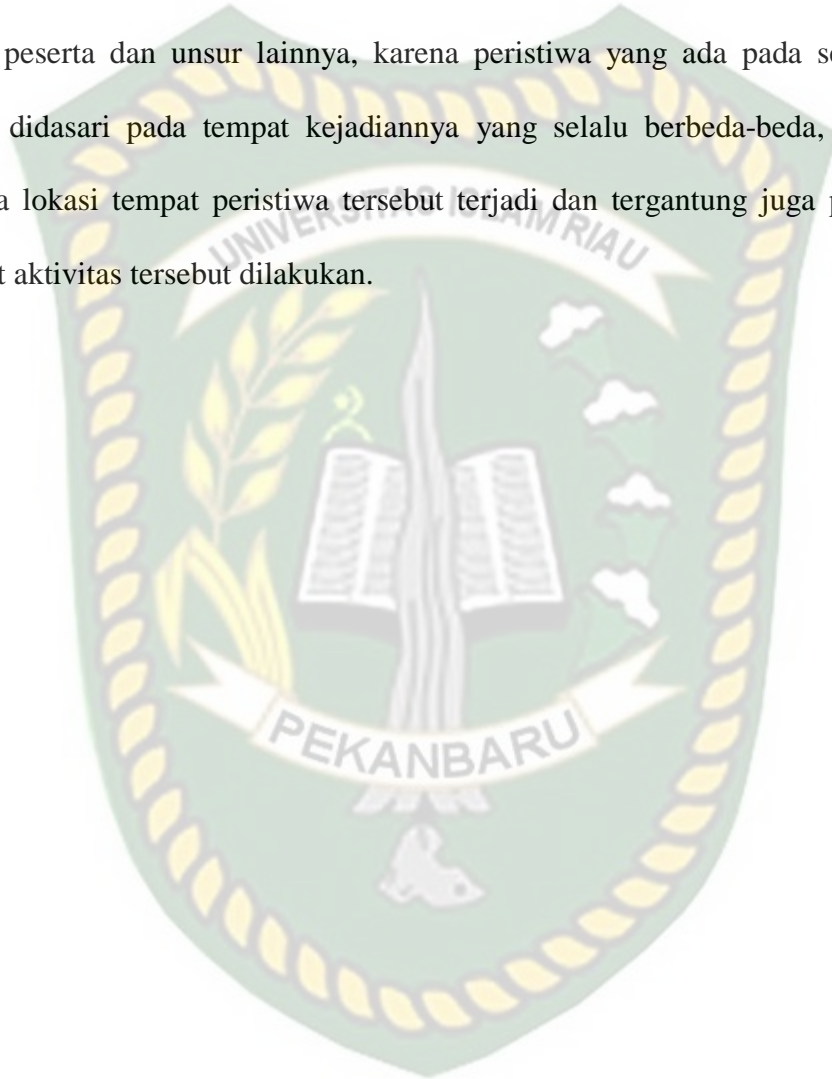 peserta dan unsur lainnya, karena peristiwa yang ada pada
didasari pada tempat kejadiannya yang selalu berbeda-beda,
lokasi tempat peristiwa tersebut terjadi dan tergantung juga
aktivitas tersebut dilakukan.
UNIVERSITAS ISLAM RIAU
PEKANBARU